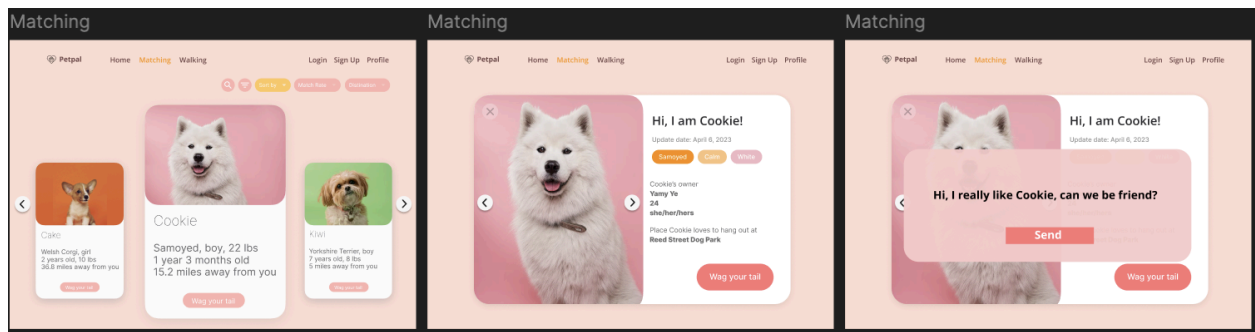 Matching
Petpal Home Matching Walking Login Sign Up Profile
Sort by Match Rate Distination
Cake
Welsh Corgi, girl
2 years old, 10 lbs
36.6 miles away from you
Wag your tail
Cookie
Samoyed, boy, 22 lbs
1 year 3 months old
15.2 miles away from you
Wag your tail
Kiwi
Yorkshire Terrier, boy
7 years old, 8 lbs
5 miles away from you
Wag your tail
Matching
Petpal Home Matching Walking Login Sign Up Profile
Hi, I am Cookie!
Update date: April 6, 2023
Samoyed Calm White
Cookie's owner
Yamy Ye
24
she/her/hers
Place Cookie loves to hang out at
Reed Street Dog Park
Wag your tail
Matching
Petpal Home Matching Walking Login Sign Up Profile
Hi, I am Cookie!
Update date: April 6, 2023
Hi, I really like Cookie, can we be friend?
Send
Wag your tail